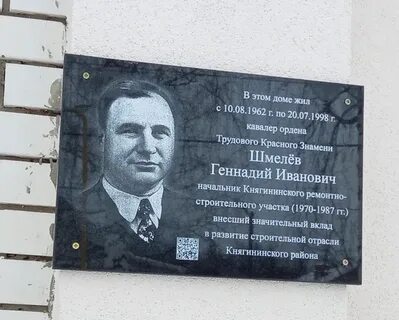 В этом доме жил
с 10.08.1962 г. по 20.07.1998 г.
кавалер ордена
Трудового Красного Знамени
Шмелёв
Геннадий Иванович
начальник Княгининского ремонтно-
строительного участка (1970-1987 гг.)
внесший значительный вклад
в развитие строительной отрасли
Княгининского района